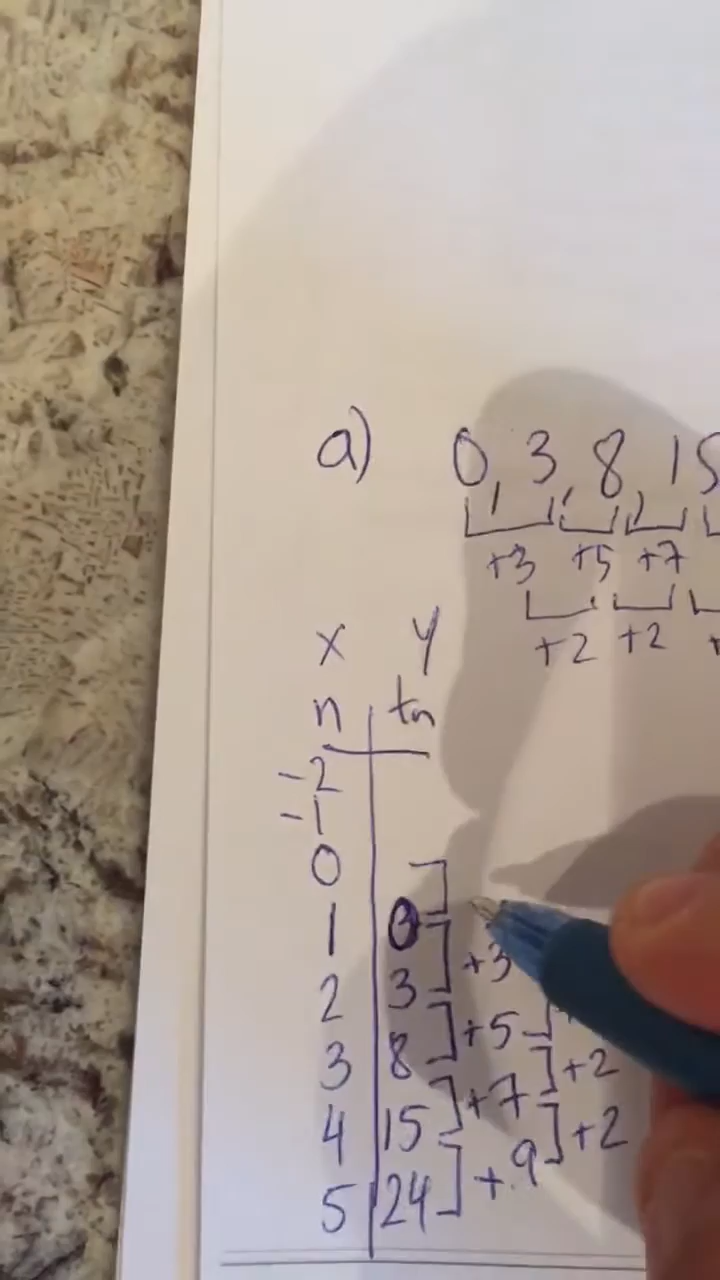 a) 0, 3, 8, 15
+3 +5 +7
+2 +2
x y
n tn
-2
-1
0
1 0
+3
2 3
+5
3 8 +2
+7
4 15 +2
+9
5 24